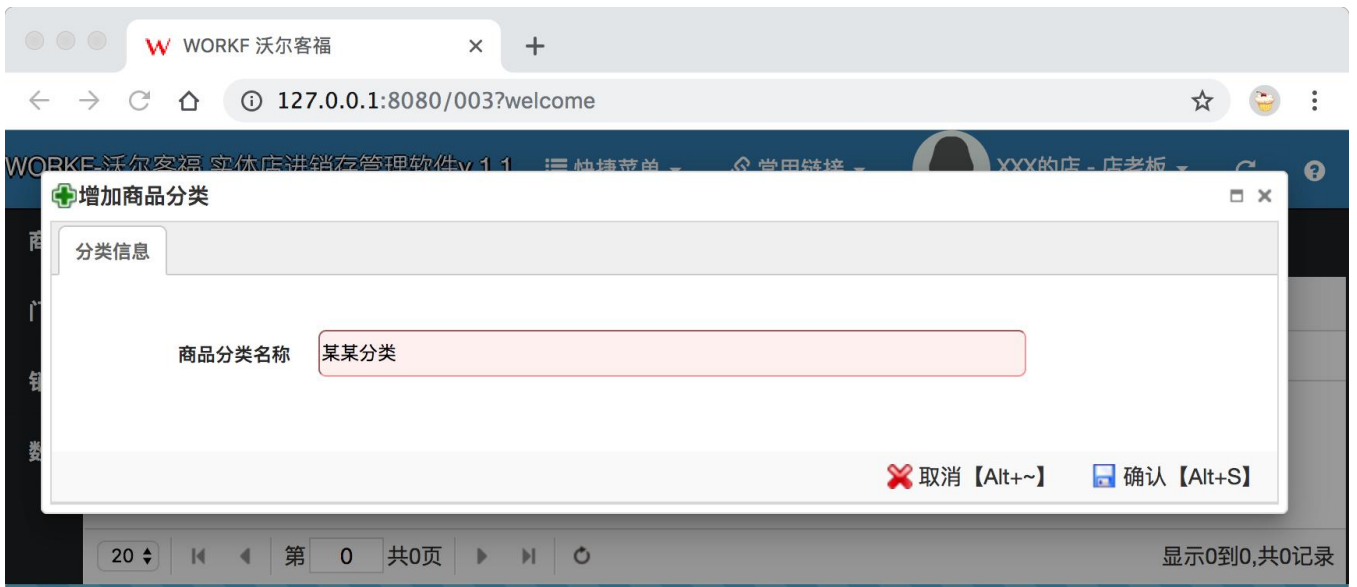 WORKF 沃尔客福
127.0.0.1:8080/003?welcome
WORKF-沃尔客福 实体店进销存管理软件v 1.1 快捷菜单 常用链接 XXX的店 - 店老板
增加商品分类
分类信息
商品分类名称 某某分类
取消【Alt+~】 确认【Alt+S】
20 第 0 共0页 显示0到0,共0记录